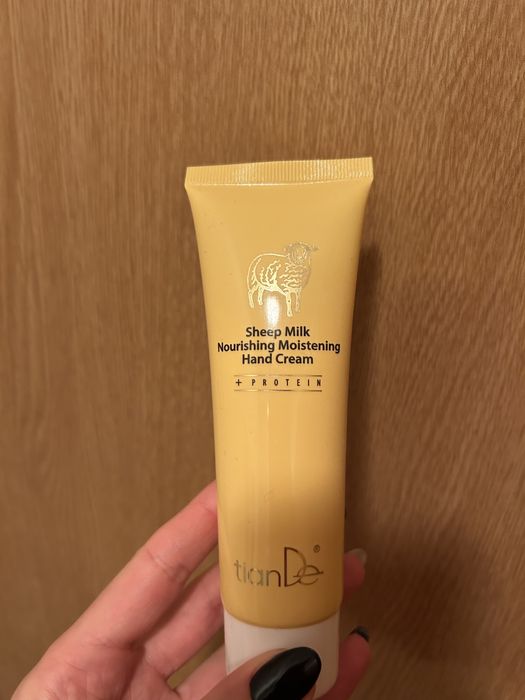 Sheep Milk
Nourishing Moistening
Hand Cream
+ PROTEIN
tianDe®